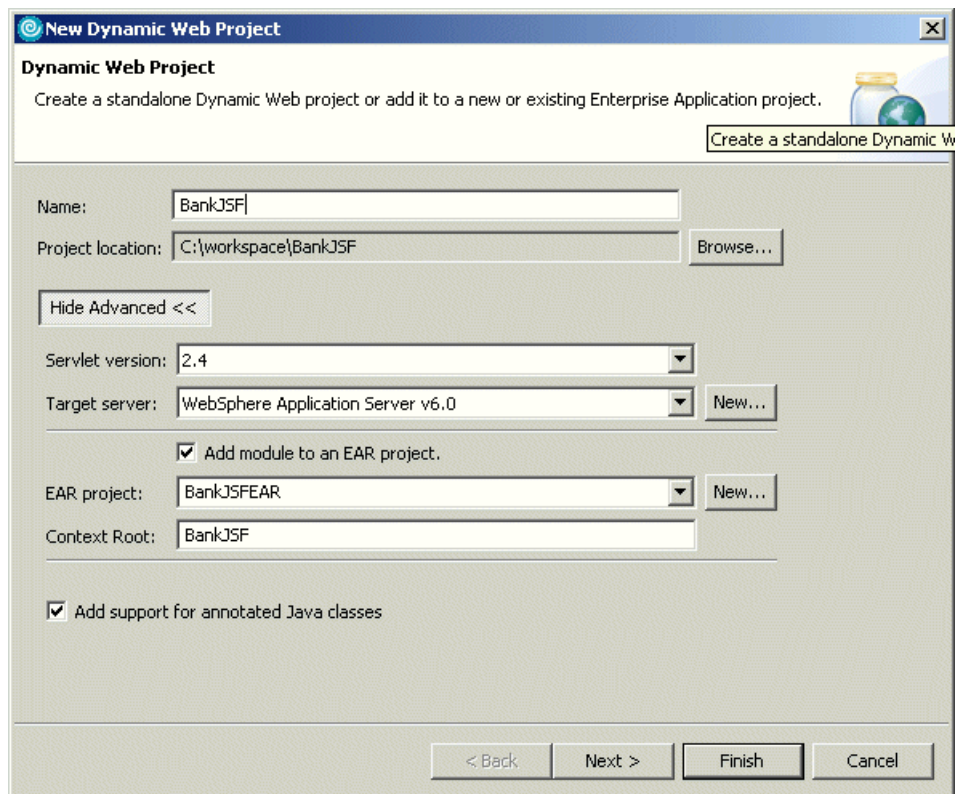 New Dynamic Web Project
Dynamic Web Project
Create a standalone Dynamic Web project or add it to a new or existing Enterprise Application project.
Create a standalone Dynamic W
Name: BankJSF
Project location: C:\workspace\BankJSF Browse...
Hide Advanced <<
Servlet version: 2.4
Target server: WebSphere Application Server v6.0 New...
Add module to an EAR project.
EAR project: BankJSFEAR New...
Context Root: BankJSF
Add support for annotated Java classes
< Back Next > Finish Cancel